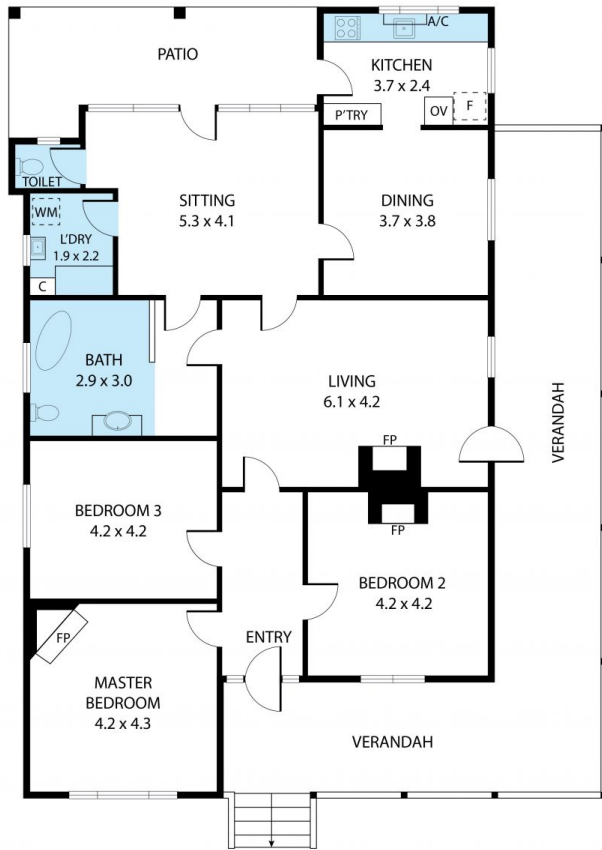 A/C
PATIO
KITCHEN
3.7 x 2.4
P'TRY
OV
F
TOILET
SITTING
5.3 x 4.1
DINING
3.7 x 3.8
WM
L'DRY
1.9 x 2.2
C
BATH
2.9 x 3.0
LIVING
6.1 x 4.2
VERANDAH
FP
BEDROOM 3
4.2 x 4.2
FP
BEDROOM 2
4.2 x 4.2
FP
ENTRY
MASTER
BEDROOM
4.2 x 4.3
VERANDAH